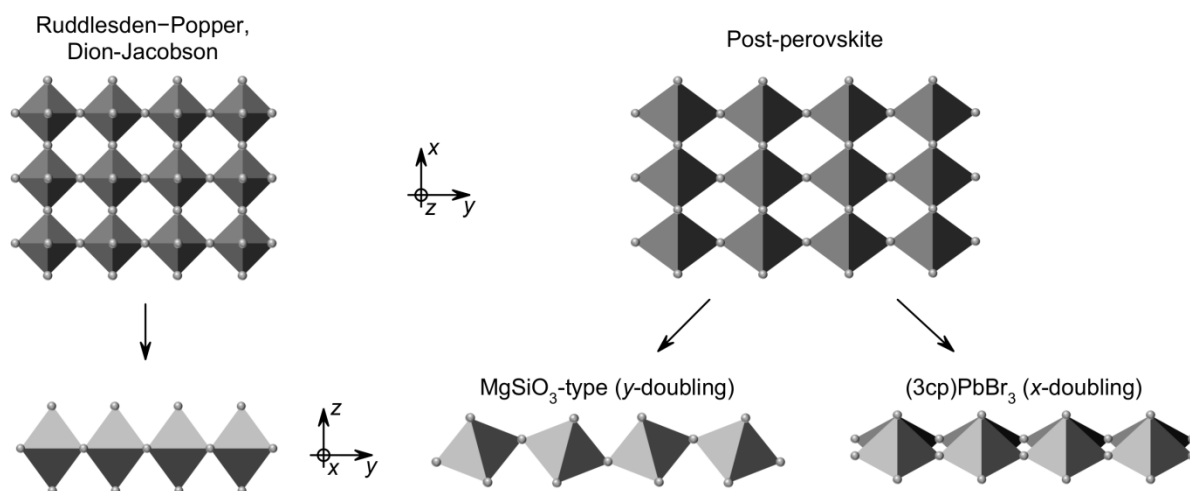 Ruddlesden−Popper,
Dion-Jacobson
Post-perovskite
x
z
y
MgSiO₃-type (y-doubling)
(3cp)PbBr₃ (x-doubling)
z
x
y